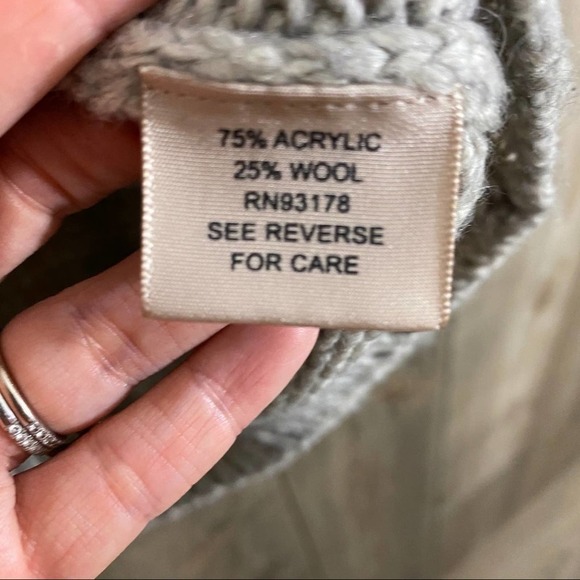 75% ACRYLIC
25% WOOL
RN93178
SEE REVERSE
FOR CARE